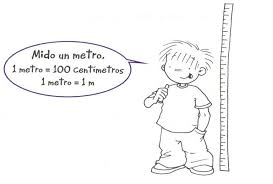 Mido un metro.
1 metro = 100 centímetros
1 metro = 1 m